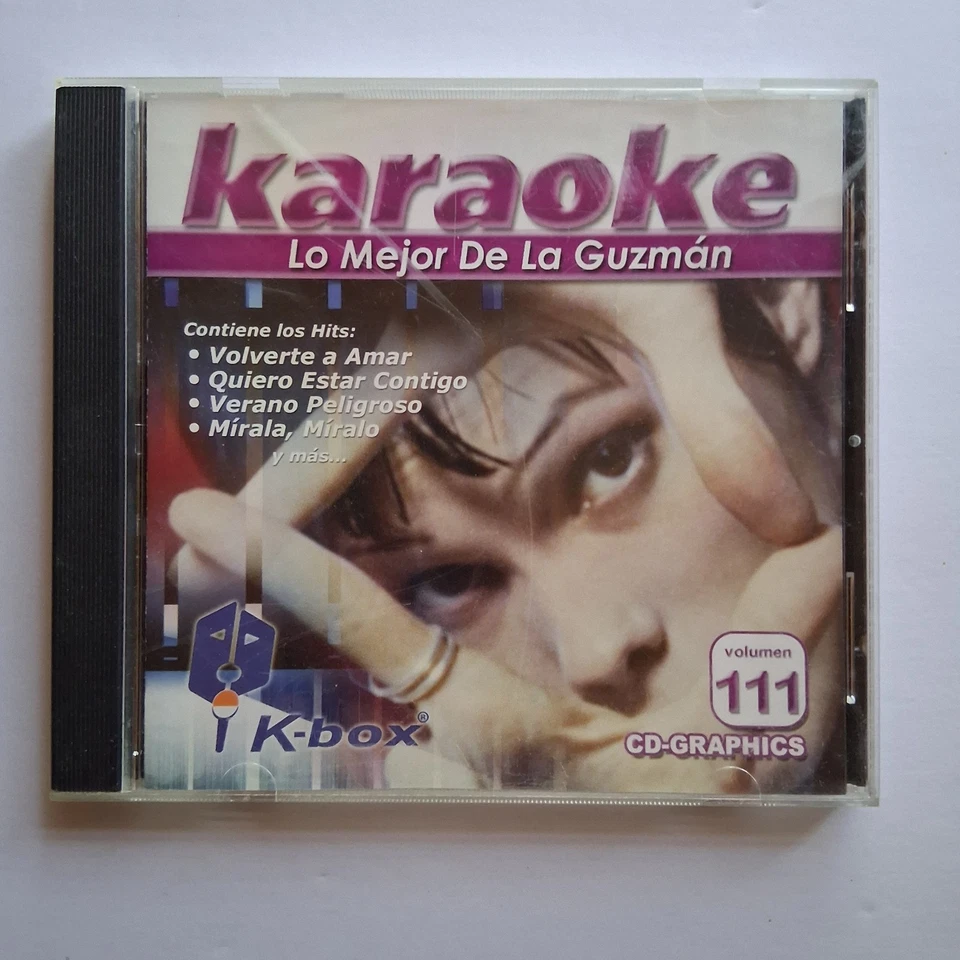 karaoke
Lo Mejor De La Guzmán
Contiene los Hits:
• Volverte a Amar
• Quiero Estar Contigo
• Verano Peligroso
• Mírala, Míralo
y más...
K-box®
volumen
111
CD-GRAPHICS